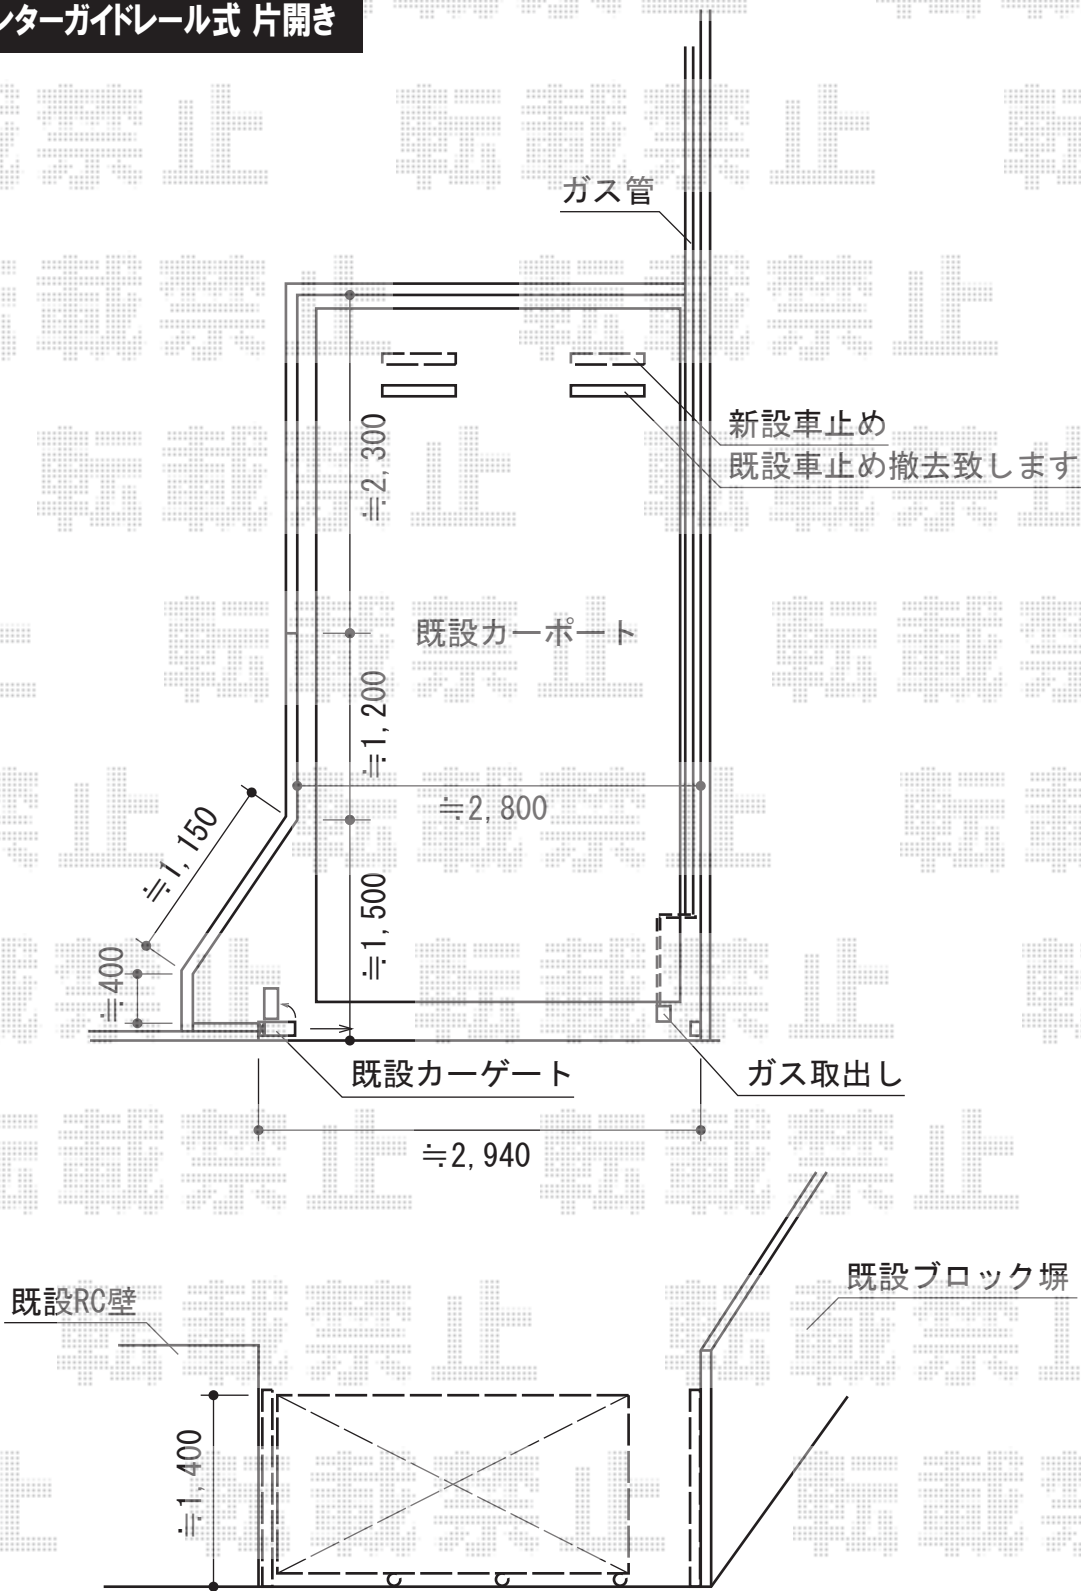 ンターガイドレール式 片開き
ガス管
新設車止め
既設車止め撤去致します
≒2,300
既設カーポート
≒1,200
≒2,800
≒1,150
≒1,500
≒400
既設カーゲート
ガス取出し
≒2,940
既設RC壁
既設ブロック塀
≒1,400
転載禁止